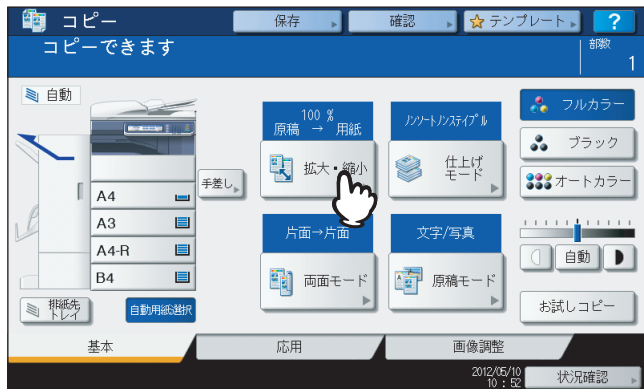 コピー
保存
確認
テンプレート
?
コピーできます
部数
1
自動
100 %
原稿 → 用紙
拡大・縮小
ノンソートノンステイプル
仕上げ
モード
フルカラー
ブラック
オートカラー
手差し
A4
A3
A4-R
B4
片面→片面
両面モード
文字/写真
原稿モード
自動
排紙先
トレイ
自動用紙選択
お試しコピー
基本
応用
画像調整
2012/05/10
10 : 52
状況確認